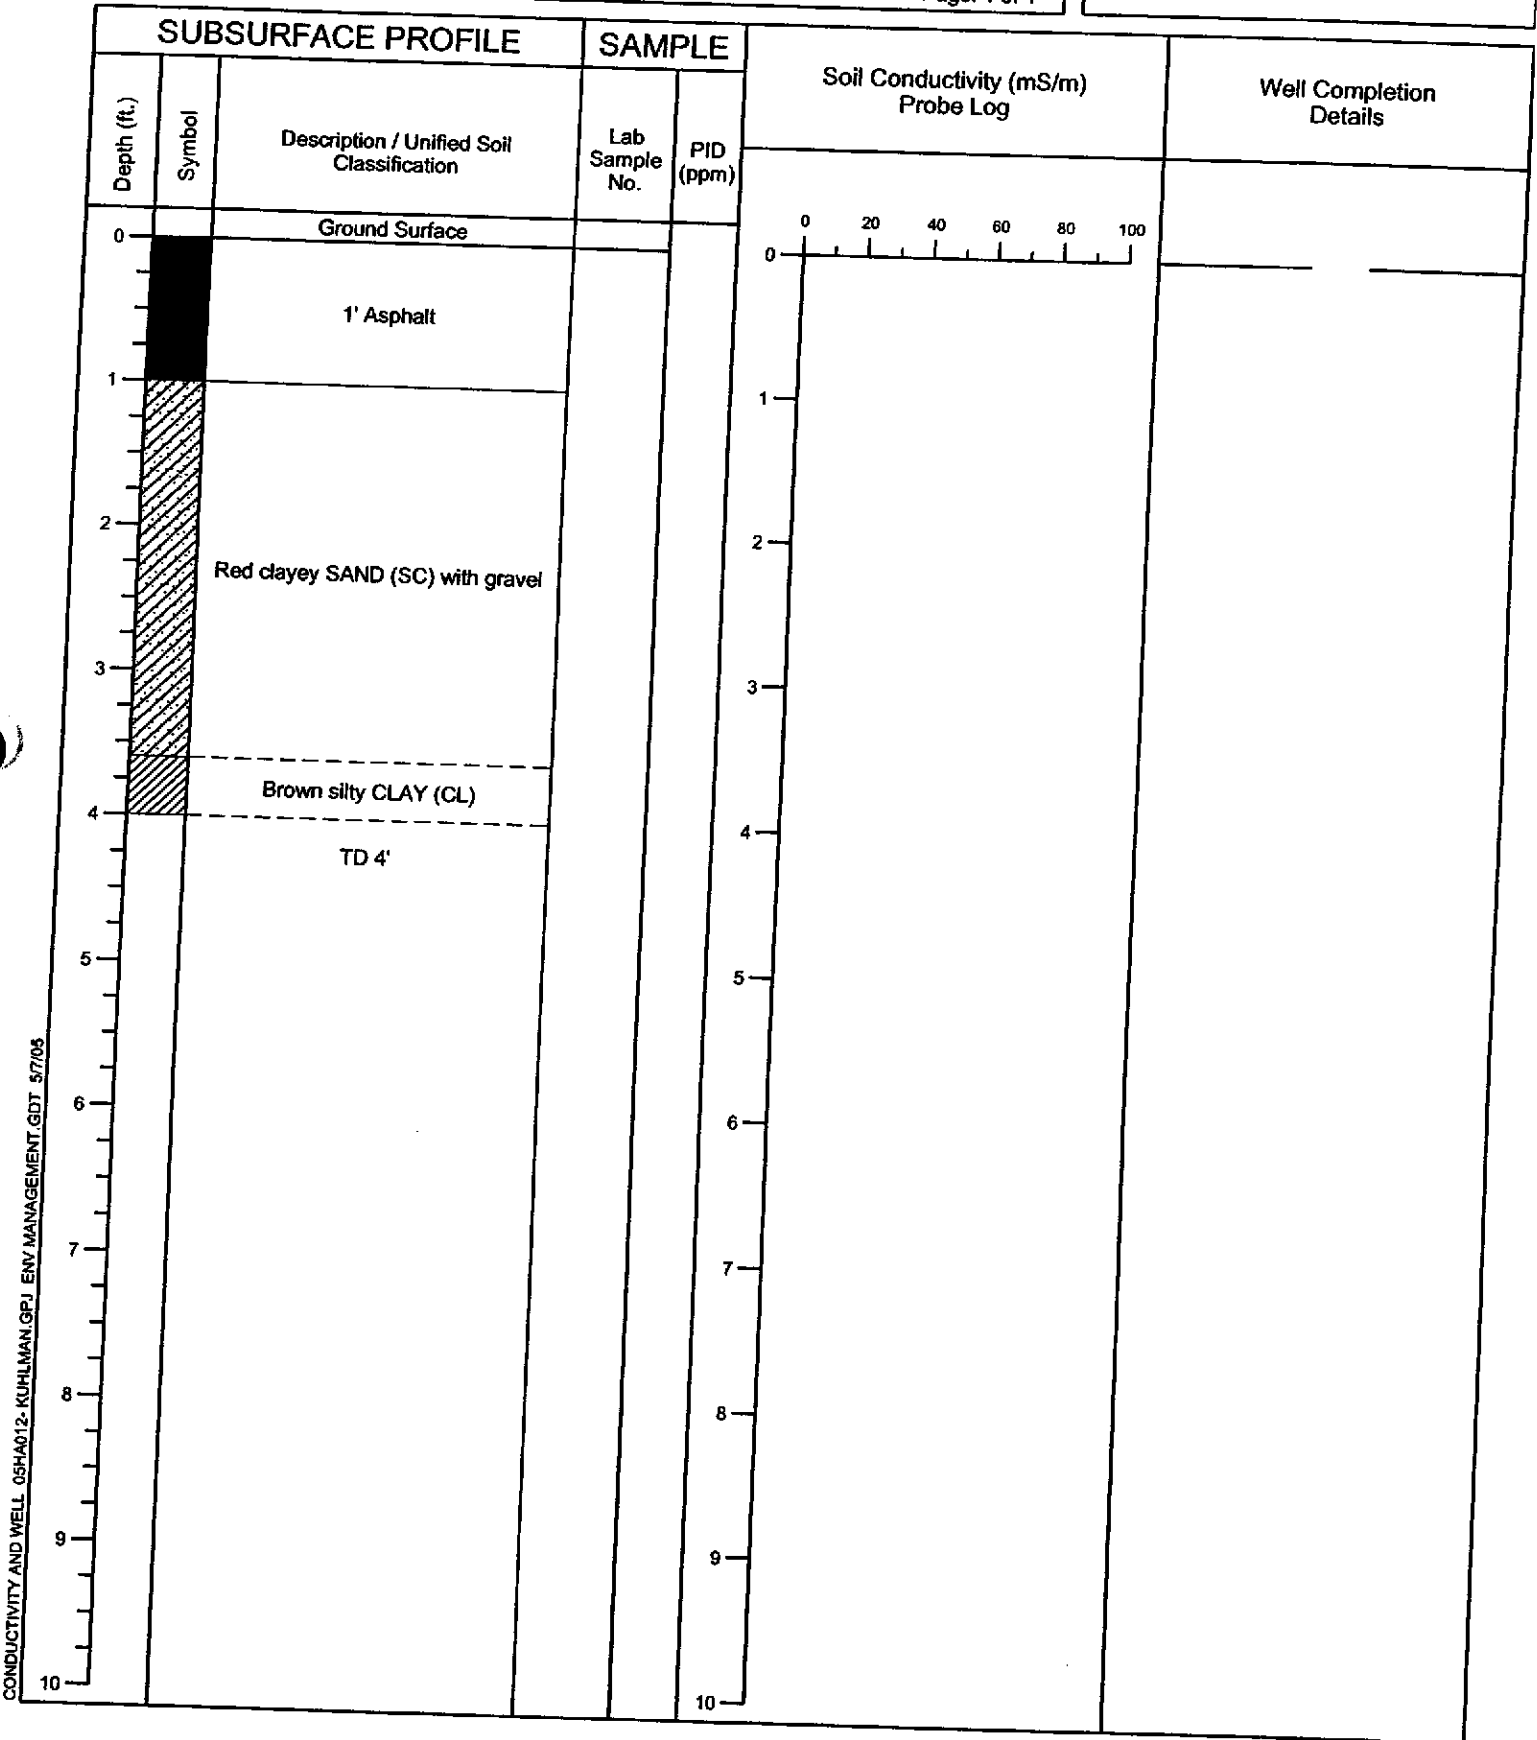 SUBSURFACE PROFILE
SAMPLE
Soil Conductivity (mS/m)
Probe Log
Well Completion
Details
Depth (ft.)
Symbol
Description / Unified Soil
Classification
Lab
Sample
No.
PID
(ppm)
Ground Surface
0 20 40 60 80 100
0
0
1' Asphalt
1
1
2
2
Red clayey SAND (SC) with gravel
3
3
Brown silty CLAY (CL)
4
4
TD 4'
5
5
6
6
7
7
8
8
9
9
10
10
CONDUCTIVITY AND WELL 05HA012- KUHLMAN.GPJ ENV MANAGEMENT.GDT 5/7/05